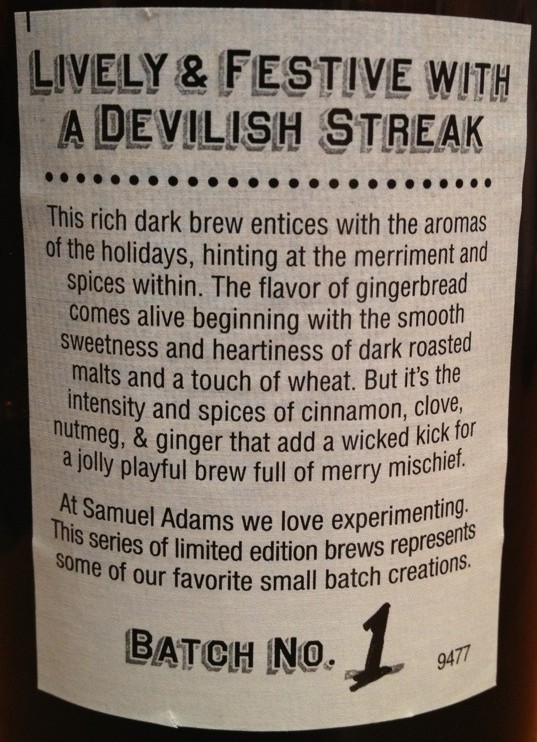 LIVELY & FESTIVE WITH
A DEVILISH STREAK
This rich dark brew entices with the aromas
of the holidays, hinting at the merriment and
spices within. The flavor of gingerbread
comes alive beginning with the smooth
sweetness and heartiness of dark roasted
malts and a touch of wheat. But it's the
intensity and spices of cinnamon, clove,
nutmeg, & ginger that add a wicked kick for
a jolly playful brew full of merry mischief.
At Samuel Adams we love experimenting.
This series of limited edition brews represents
some of our favorite small batch creations.
BATCH NO. 1
9477